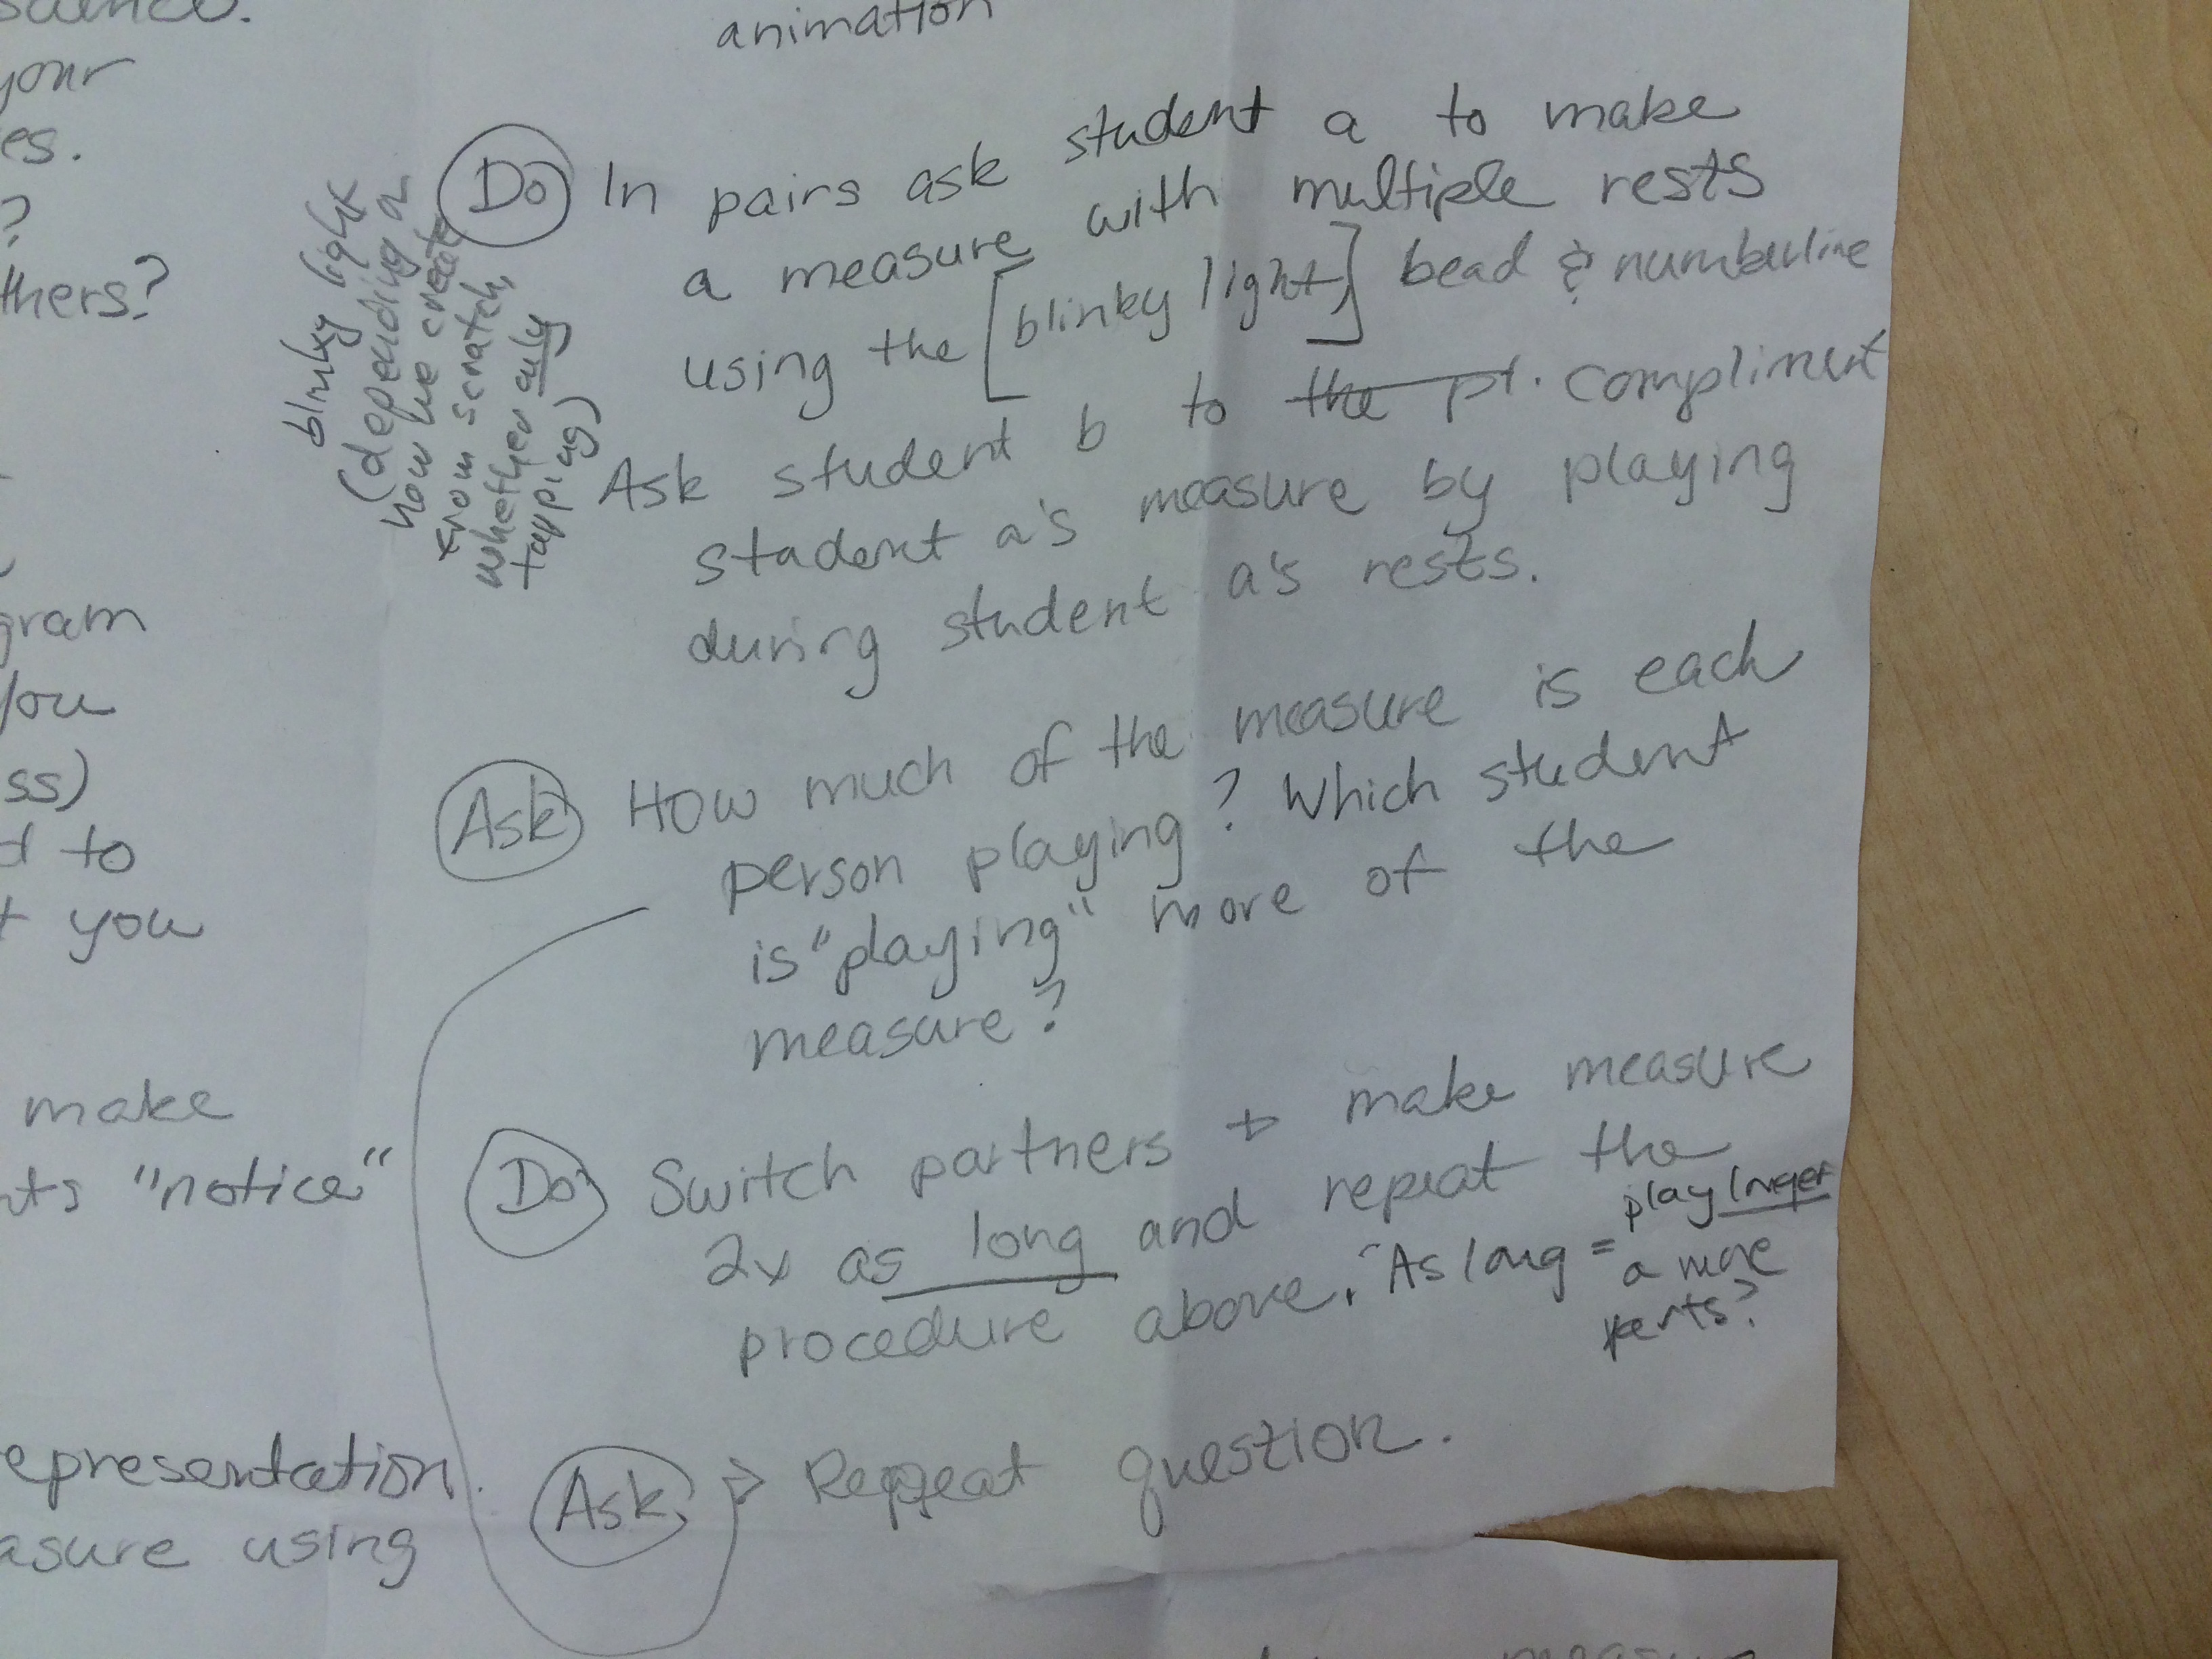 science.
your
es.
?
thers?
gram
you
ss)
d to
t you
make
nts "notice"
epresentation.
asure using
animation
blinky light
(depending on
how we create
from scratch,
whether only
tapping)
Do In pairs ask student a to make
a measure with multiple rests
using the [blinky light,] bead & numberline
Ask student b to the pt. compliment
student a's measure by playing
during student a's rests.
Ask How much of the measure is each
person playing? Which student
is "playing" more of the
measure?
Do Switch partners + make measure
2x as long and repeat the
procedure above. "As long = play longer
a more
Ask → Repeat question.
measure